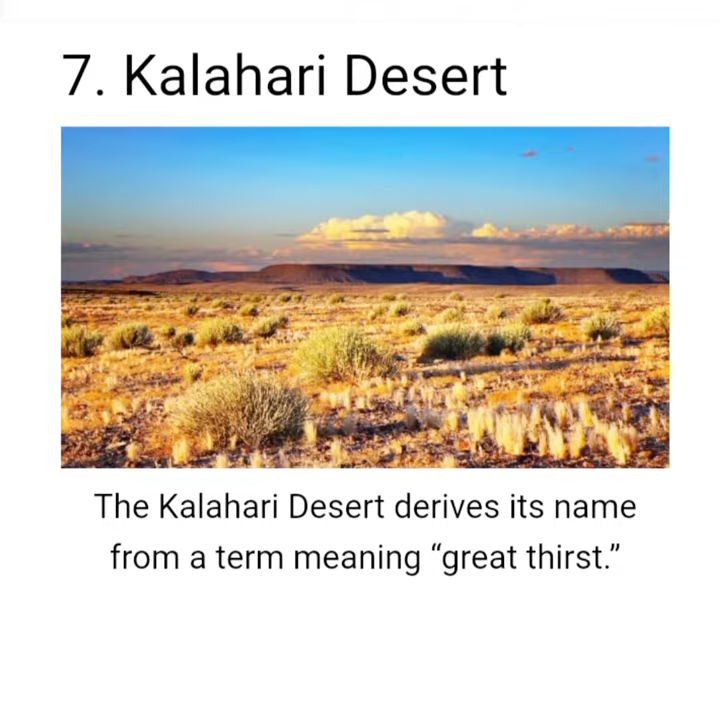 7. Kalahari Desert
The Kalahari Desert derives its name
from a term meaning “great thirst.”